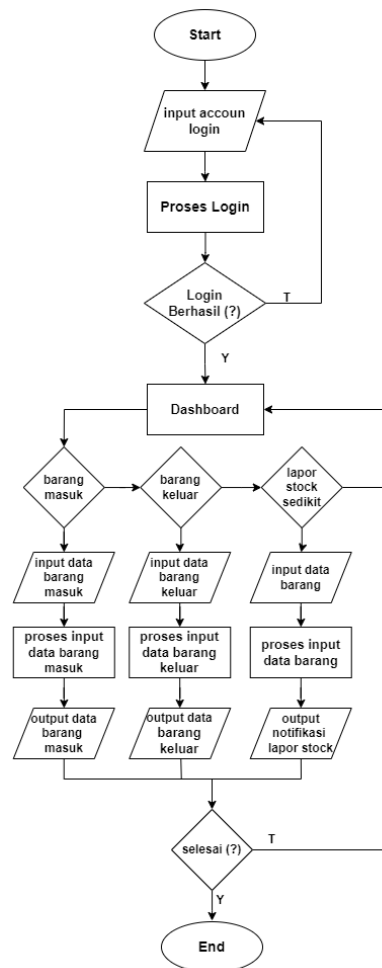 Start
input accoun
login
Proses Login
Login
Berhasil (?)
T
Y
Dashboard
barang
masuk
barang
keluar
lapor
stock
sedikit
input data
barang
masuk
input data
barang
keluar
input data
barang
proses input
data barang
masuk
proses input
data barang
keluar
proses input
data barang
output data
barang
masuk
output data
barang
keluar
output
notifikasi
lapor stock
selesai (?)
T
Y
End